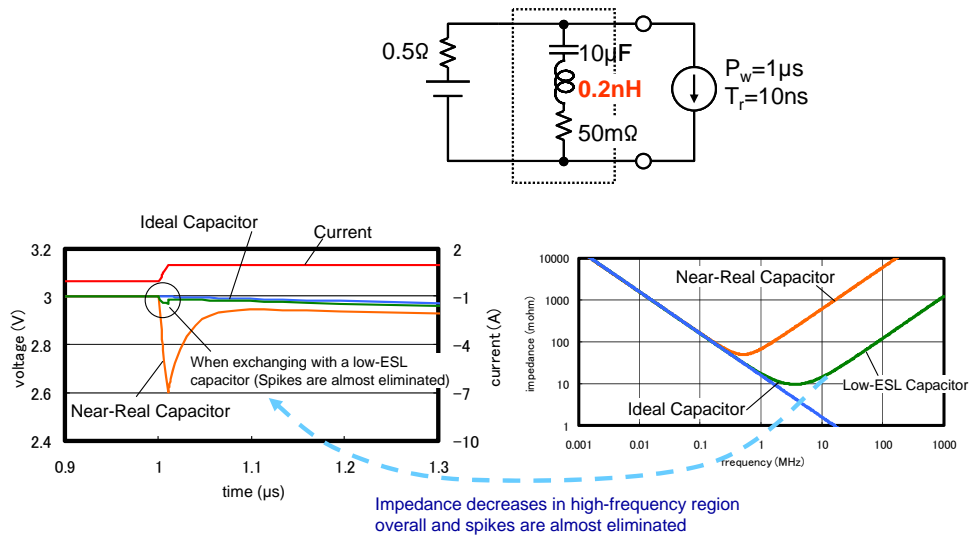 0.5Ω
10μF
0.2nH
50mΩ
P_w=1μs
T_r=10ns
Ideal Capacitor
Current
3.2
3
2.8
2.6
2.4
voltage (V)
2
−1
−4
−7
−10
current (A)
When exchanging with a low-ESL
capacitor (Spikes are almost eliminated)
Near-Real Capacitor
0.9
1
1.1
1.2
1.3
time (μs)
10000
1000
100
10
1
impedance (mohm)
Near-Real Capacitor
Low-ESL Capacitor
Ideal Capacitor
0.001
0.01
0.1
1
10
100
1000
frequency (MHz)
Impedance decreases in high-frequency region
overall and spikes are almost eliminated